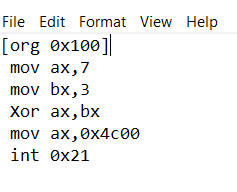 File Edit Format View Help
[org 0x100]
mov ax,7
mov bx,3
Xor ax,bx
mov ax,0x4c00
int 0x21